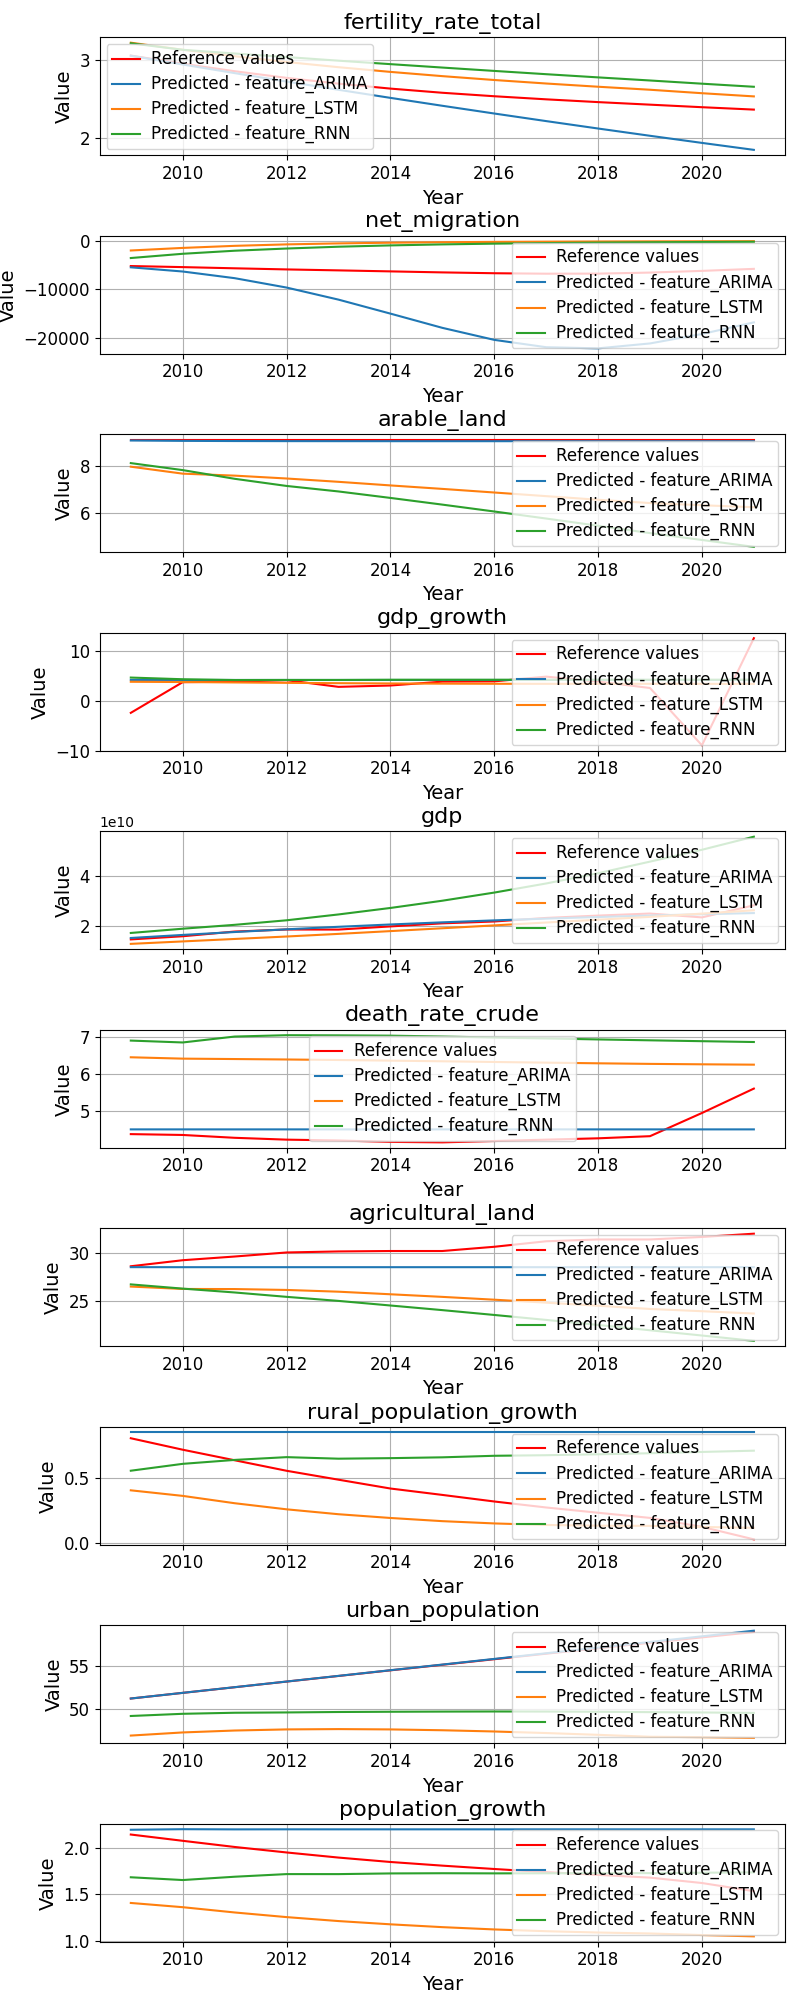 fertility_rate_total
3
2
Value
Reference values
Predicted - feature_ARIMA
Predicted - feature_LSTM
Predicted - feature_RNN
2010 2012 2014 2016 2018 2020
Year
net_migration
0
−10000
−20000
Value
Reference values
Predicted - feature_ARIMA
Predicted - feature_LSTM
Predicted - feature_RNN
2010 2012 2014 2016 2018 2020
Year
arable_land
8
6
Value
Reference values
Predicted - feature_ARIMA
Predicted - feature_LSTM
Predicted - feature_RNN
2010 2012 2014 2016 2018 2020
Year
gdp_growth
10
0
−10
Value
Reference values
Predicted - feature_ARIMA
Predicted - feature_LSTM
Predicted - feature_RNN
2010 2012 2014 2016 2018 2020
Year
gdp
1e10
4
2
Value
Reference values
Predicted - feature_ARIMA
Predicted - feature_LSTM
Predicted - feature_RNN
2010 2012 2014 2016 2018 2020
Year
death_rate_crude
7
6
5
Value
Reference values
Predicted - feature_ARIMA
Predicted - feature_LSTM
Predicted - feature_RNN
2010 2012 2014 2016 2018 2020
Year
agricultural_land
30
25
Value
Reference values
Predicted - feature_ARIMA
Predicted - feature_LSTM
Predicted - feature_RNN
2010 2012 2014 2016 2018 2020
Year
rural_population_growth
0.5
0.0
Value
Reference values
Predicted - feature_ARIMA
Predicted - feature_LSTM
Predicted - feature_RNN
2010 2012 2014 2016 2018 2020
Year
urban_population
55
50
Value
Reference values
Predicted - feature_ARIMA
Predicted - feature_LSTM
Predicted - feature_RNN
2010 2012 2014 2016 2018 2020
Year
population_growth
2.0
1.5
1.0
Value
Reference values
Predicted - feature_ARIMA
Predicted - feature_LSTM
Predicted - feature_RNN
2010 2012 2014 2016 2018 2020
Year